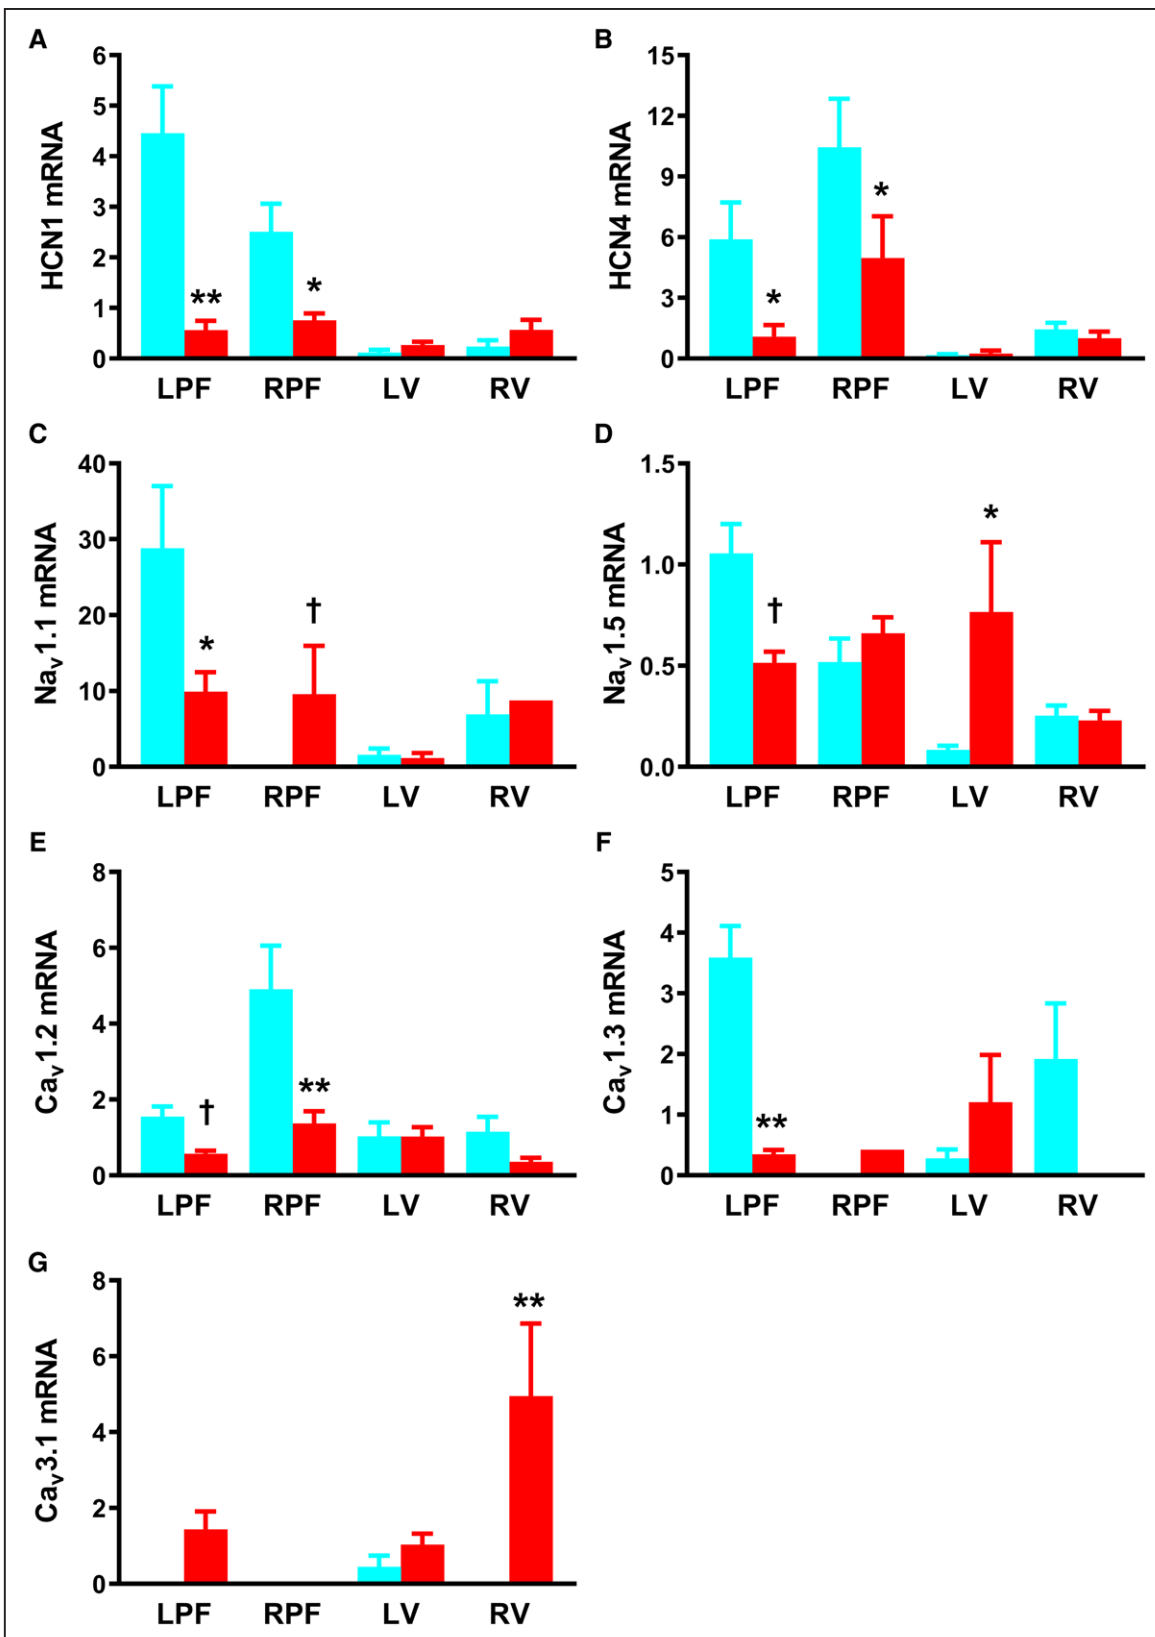 A
HCN1 mRNA
6
5
4
3
2
1
0
**
*
LPF RPF LV RV
B
HCN4 mRNA
15
12
9
6
3
0
*
*
LPF RPF LV RV
C
Nav1.1 mRNA
40
30
20
10
0
*
†
LPF RPF LV RV
D
Nav1.5 mRNA
1.5
1.0
0.5
0.0
†
*
LPF RPF LV RV
E
Cav1.2 mRNA
8
6
4
2
0
†
**
LPF RPF LV RV
F
Cav1.3 mRNA
5
4
3
2
1
0
**
LPF RPF LV RV
G
Cav3.1 mRNA
8
6
4
2
0
**
LPF RPF LV RV